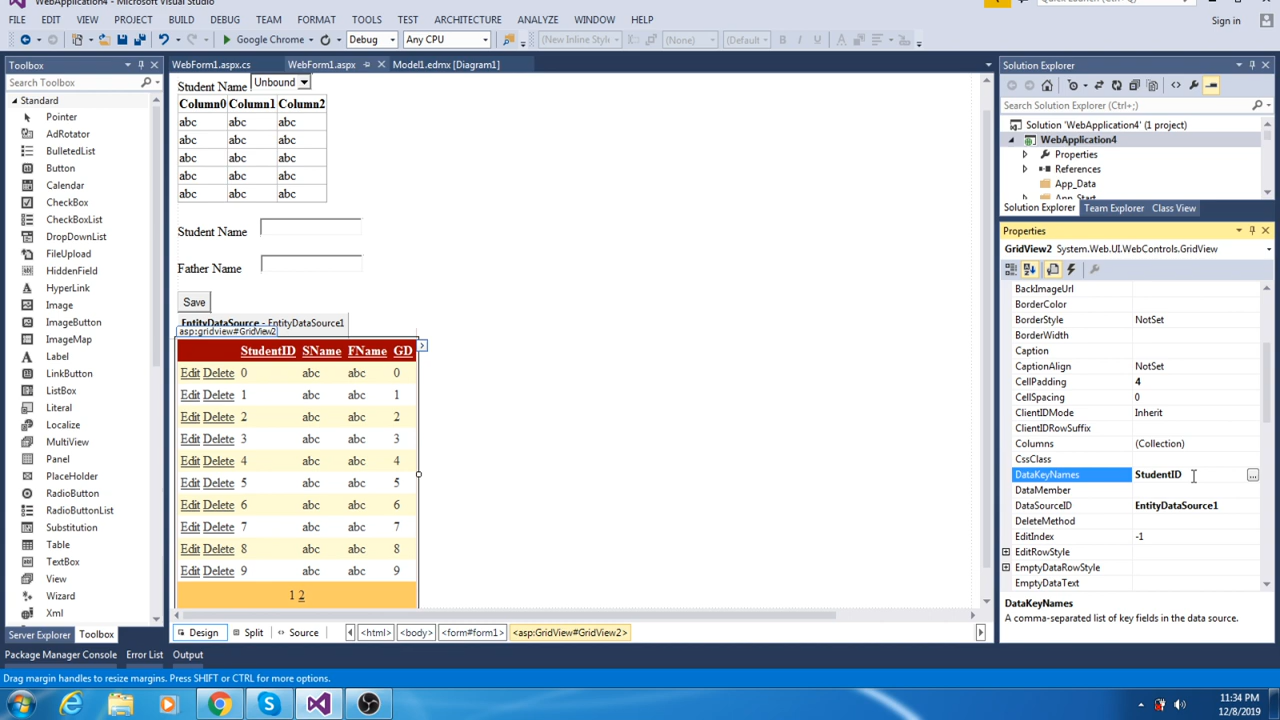 WebApplication4 - Microsoft Visual Studio
Quick Launch (Ctrl+Q)
FILE EDIT VIEW PROJECT BUILD DEBUG TEAM FORMAT TOOLS TEST ARCHITECTURE ANALYZE WINDOW HELP
Sign in
Google Chrome Debug Any CPU (New Inline Style) (None) (Default) B I U A
Toolbox
Search Toolbox
Standard
Pointer
AdRotator
BulletedList
Button
Calendar
CheckBox
CheckBoxList
DropDownList
FileUpload
HiddenField
HyperLink
Image
ImageButton
ImageMap
Label
LinkButton
ListBox
Literal
Localize
MultiView
Panel
PlaceHolder
RadioButton
RadioButtonList
Substitution
Table
TextBox
View
Wizard
Xml
Server Explorer Toolbox
WebForm1.aspx.cs WebForm1.aspx Model1.edmx [Diagram1]
Student Name Unbound
Column0 Column1 Column2
abc abc abc
abc abc abc
abc abc abc
abc abc abc
abc abc abc
Student Name
Father Name
Save
EntityDataSource - EntityDataSource1
asp:gridview#GridView2
StudentID SName FName GD
Edit Delete 0 abc abc 0
Edit Delete 1 abc abc 1
Edit Delete 2 abc abc 2
Edit Delete 3 abc abc 3
Edit Delete 4 abc abc 4
Edit Delete 5 abc abc 5
Edit Delete 6 abc abc 6
Edit Delete 7 abc abc 7
Edit Delete 8 abc abc 8
Edit Delete 9 abc abc 9
1 2
Design Split Source <html> <body> <form#form1> <asp:GridView#GridView2>
Solution Explorer
Search Solution Explorer (Ctrl+;)
Solution 'WebApplication4' (1 project)
WebApplication4
Properties
References
App_Data
App_Start
Solution Explorer Team Explorer Class View
Properties
GridView2 System.Web.UI.WebControls.GridView
BackImageUrl
BorderColor
BorderStyle NotSet
BorderWidth
Caption
CaptionAlign NotSet
CellPadding 4
CellSpacing 0
ClientIDMode Inherit
ClientIDRowSuffix
Columns (Collection)
CssClass
DataKeyNames StudentID ...
DataMember
DataSourceID EntityDataSource1
DeleteMethod
EditIndex -1
EditRowStyle
EmptyDataRowStyle
EmptyDataText
DataKeyNames
A comma-separated list of key fields in the data source.
Package Manager Console Error List Output
Drag margin handles to resize margins. Press SHIFT or CTRL for more options.
11:34 PM
12/8/2019